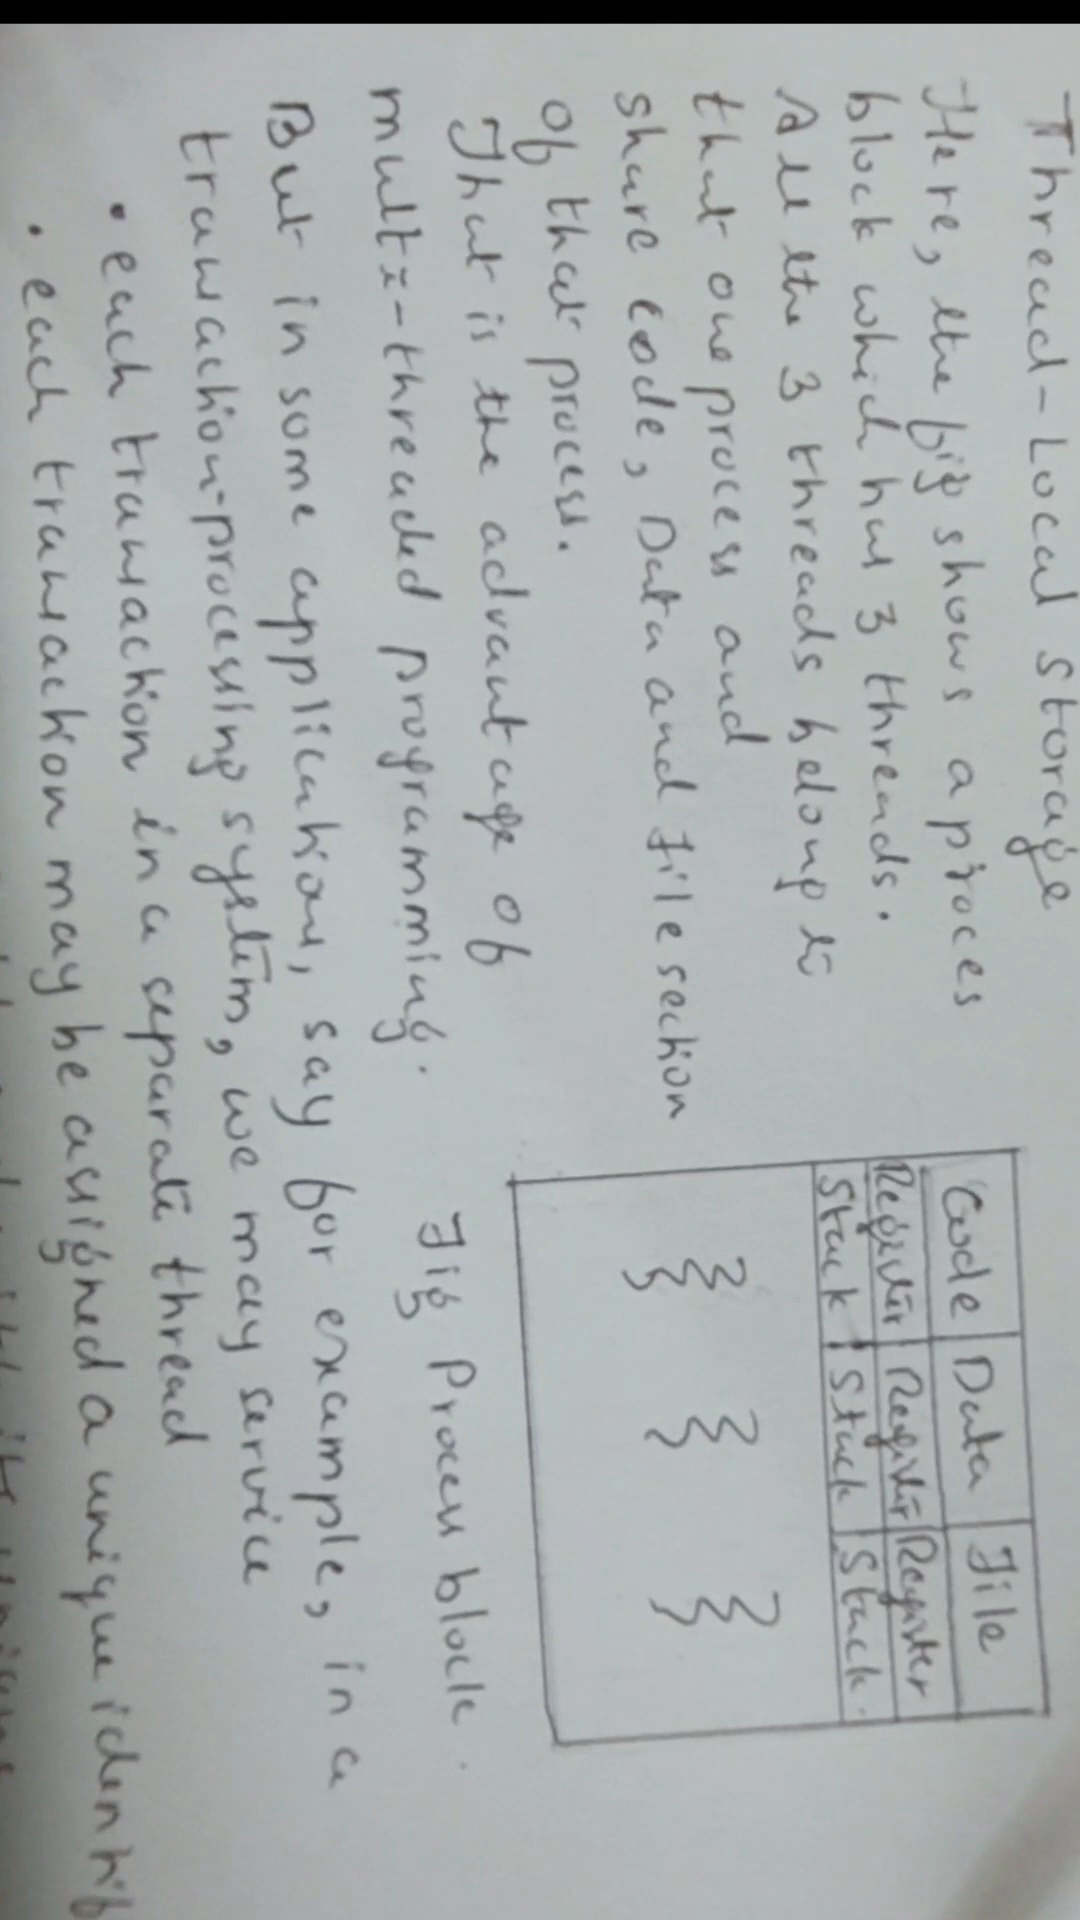 Thread-Local Storage
Here, the fig shows a proces
block which has 3 threads.
All the 3 threads belong to
that one process and
share code, Data and File section
of that process.
That is the advantage of
multi-threaded programming.
Code Data File
Register Register Register
Stack Stack Stack
Fig Process block.
But in some applications, say for example, in a
transaction-processing system, we may service
• each transaction in a separate thread
• each transaction may be assigned a unique identif